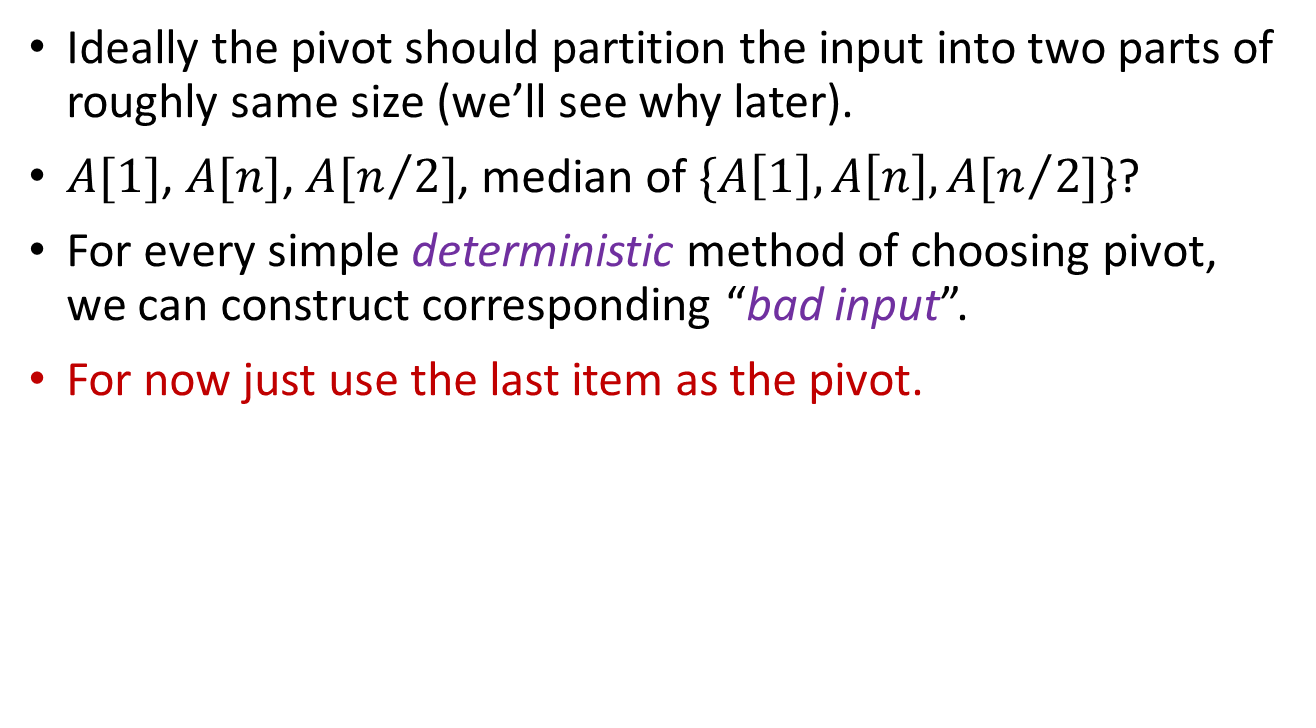 • Ideally the pivot should partition the input into two parts of
roughly same size (we’ll see why later).
• A[1], A[n], A[n/2], median of {A[1], A[n], A[n/2]}?
• For every simple deterministic method of choosing pivot,
we can construct corresponding “bad input”.
• For now just use the last item as the pivot.